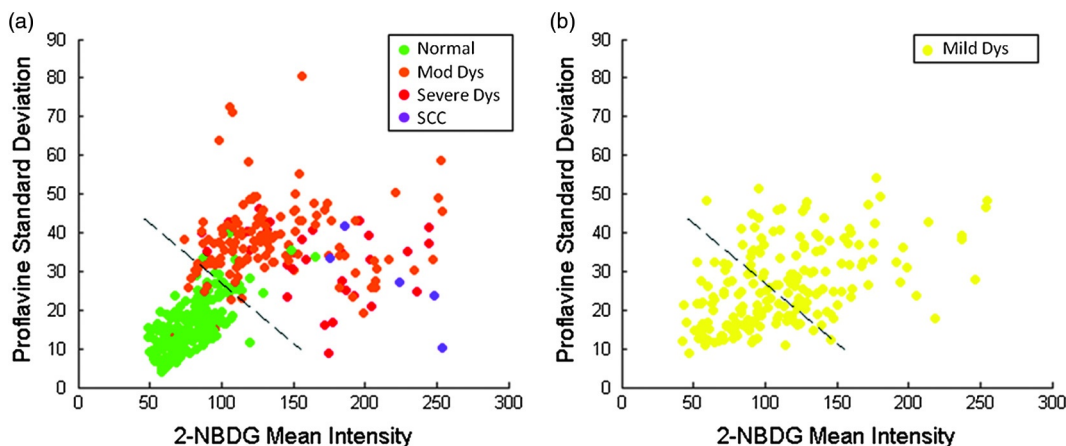 (a)
Proflavine Standard Deviation
90
80
70
60
50
40
30
20
10
0
0 50 100 150 200 250 300
2-NBDG Mean Intensity
Normal
Mod Dys
Severe Dys
SCC
(b)
Proflavine Standard Deviation
90
80
70
60
50
40
30
20
10
0
0 50 100 150 200 250 300
2-NBDG Mean Intensity
Mild Dys